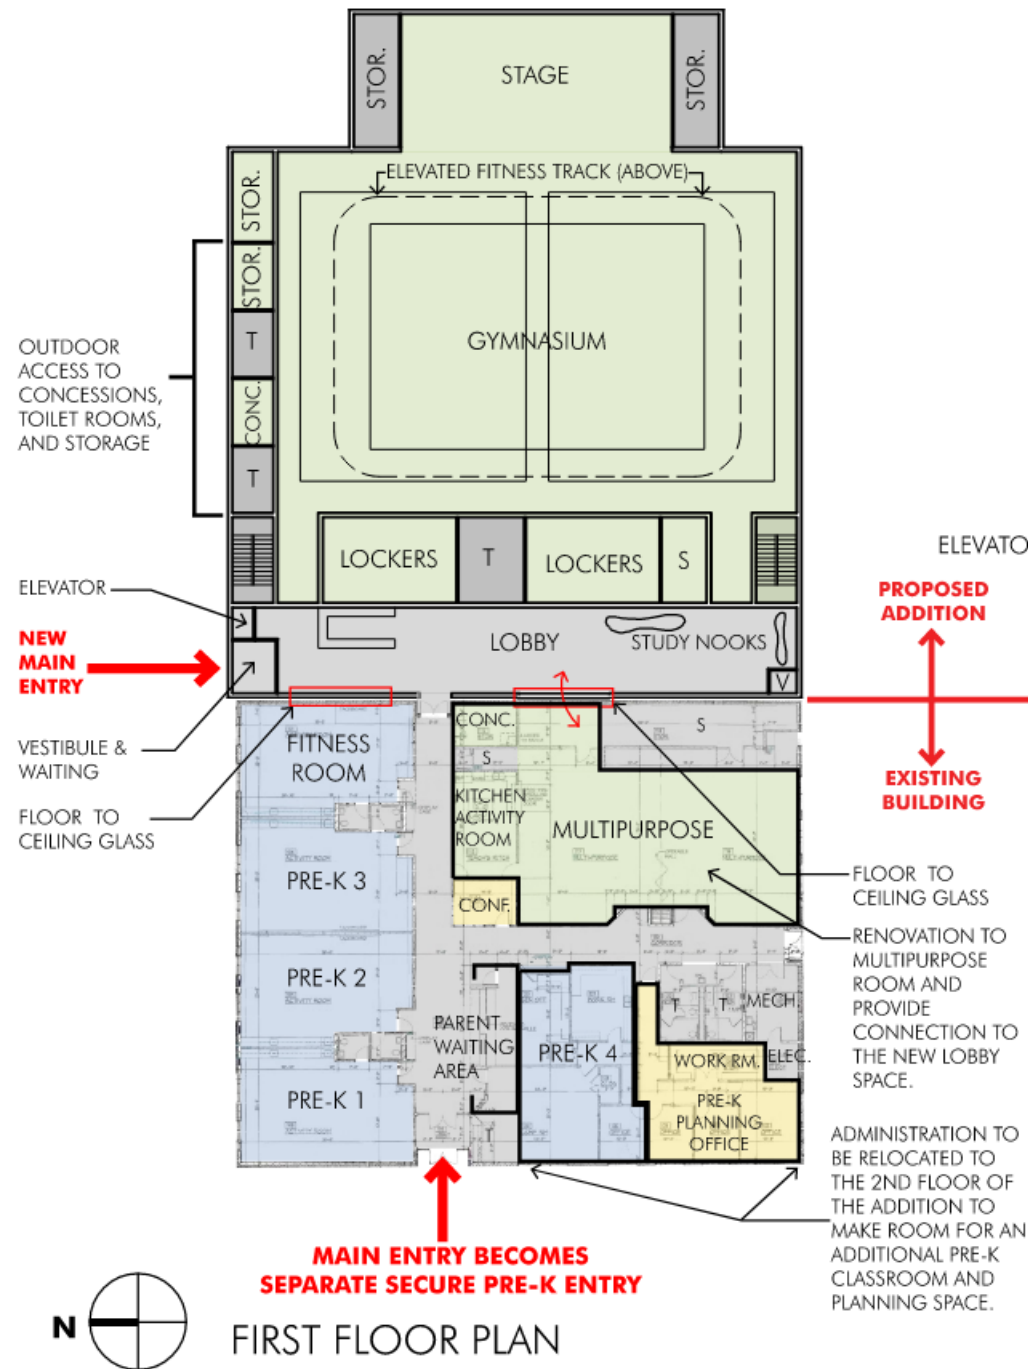 STOR.
STAGE
STOR.
ELEVATED FITNESS TRACK (ABOVE)
STOR.
STOR.
T
CONC.
T
GYMNASIUM
OUTDOOR
ACCESS TO
CONCESSIONS,
TOILET ROOMS,
AND STORAGE
LOCKERS
T
LOCKERS
S
ELEVATO
ELEVATOR
PROPOSED
ADDITION
NEW
MAIN
ENTRY
LOBBY
STUDY NOOKS
V
VESTIBULE &
WAITING
FLOOR TO
CEILING GLASS
EXISTING
BUILDING
FITNESS
ROOM
CONC.
S
S
KITCHEN
ACTIVITY
ROOM
MULTIPURPOSE
PRE-K 3
CONF.
FLOOR TO
CEILING GLASS
RENOVATION TO
MULTIPURPOSE
ROOM AND
PROVIDE
CONNECTION TO
THE NEW LOBBY
SPACE.
PRE-K 2
PARENT
WAITING
AREA
PRE-K 4
T
T
MECH.
ELEC.
WORK RM.
PRE-K
PLANNING
OFFICE
PRE-K 1
T
ADMINISTRATION TO
BE RELOCATED TO
THE 2ND FLOOR OF
THE ADDITION TO
MAKE ROOM FOR AN
ADDITIONAL PRE-K
CLASSROOM AND
PLANNING SPACE.
MAIN ENTRY BECOMES
SEPARATE SECURE PRE-K ENTRY
N
FIRST FLOOR PLAN